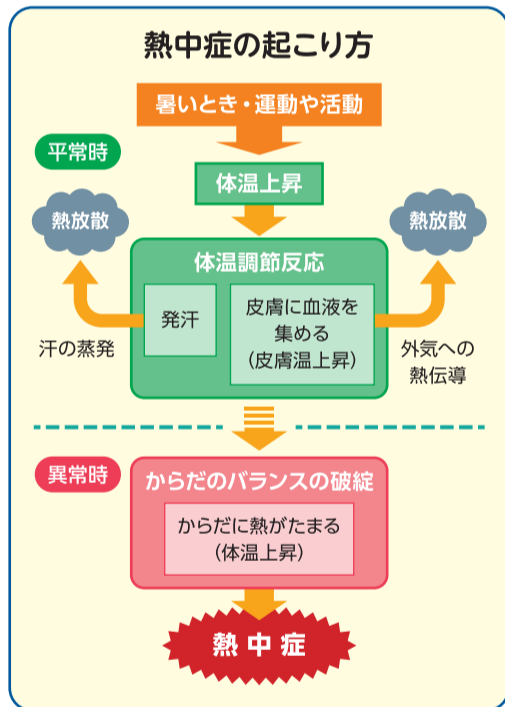 熱中症の起こり方
暑いとき・運動や活動
平常時
体温上昇
熱放散
熱放散
体温調節反応
発汗
皮膚に血液を
集める
(皮膚温上昇)
汗の蒸発
外気への
熱伝導
異常時
からだのバランスの破綻
からだに熱がたまる
(体温上昇)
熱中症